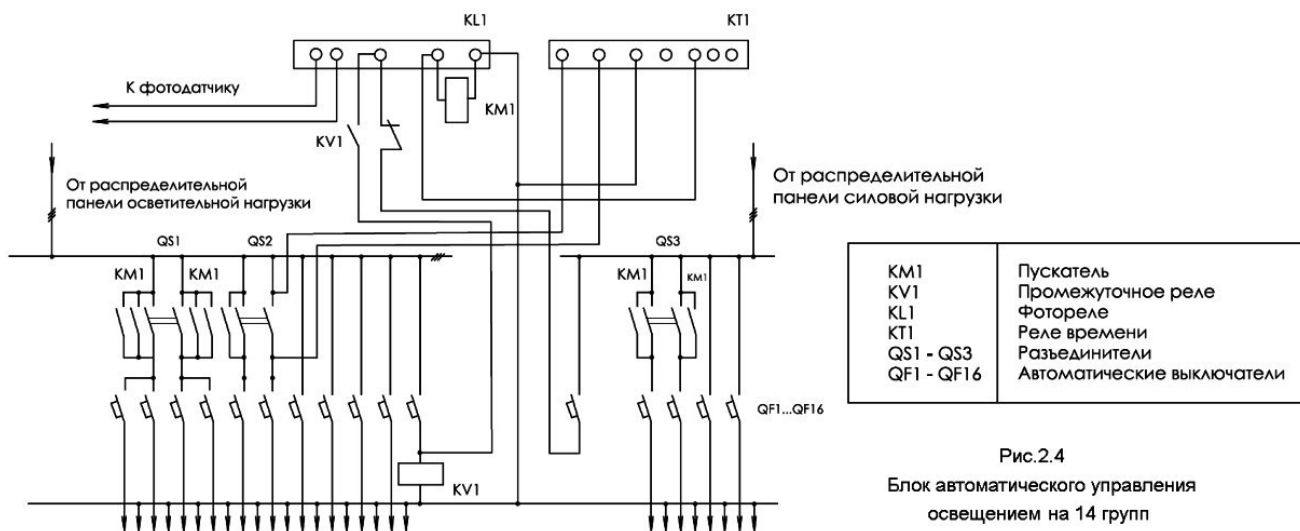 KL1
KT1
К фотодатчику
KM1
KV1
От распределительной
панели осветительной нагрузки
От распределительной
панели силовой нагрузки
QS1
QS2
QS3
KM1
KM1
KM1
KM1
QF1...QF16
KV1
KM1 Пускатель
KV1 Промежуточное реле
KL1 Фотореле
KT1 Реле времени
QS1 - QS3 Разъединители
QF1 - QF16 Автоматические выключатели
Рис.2.4
Блок автоматического управления
освещением на 14 групп